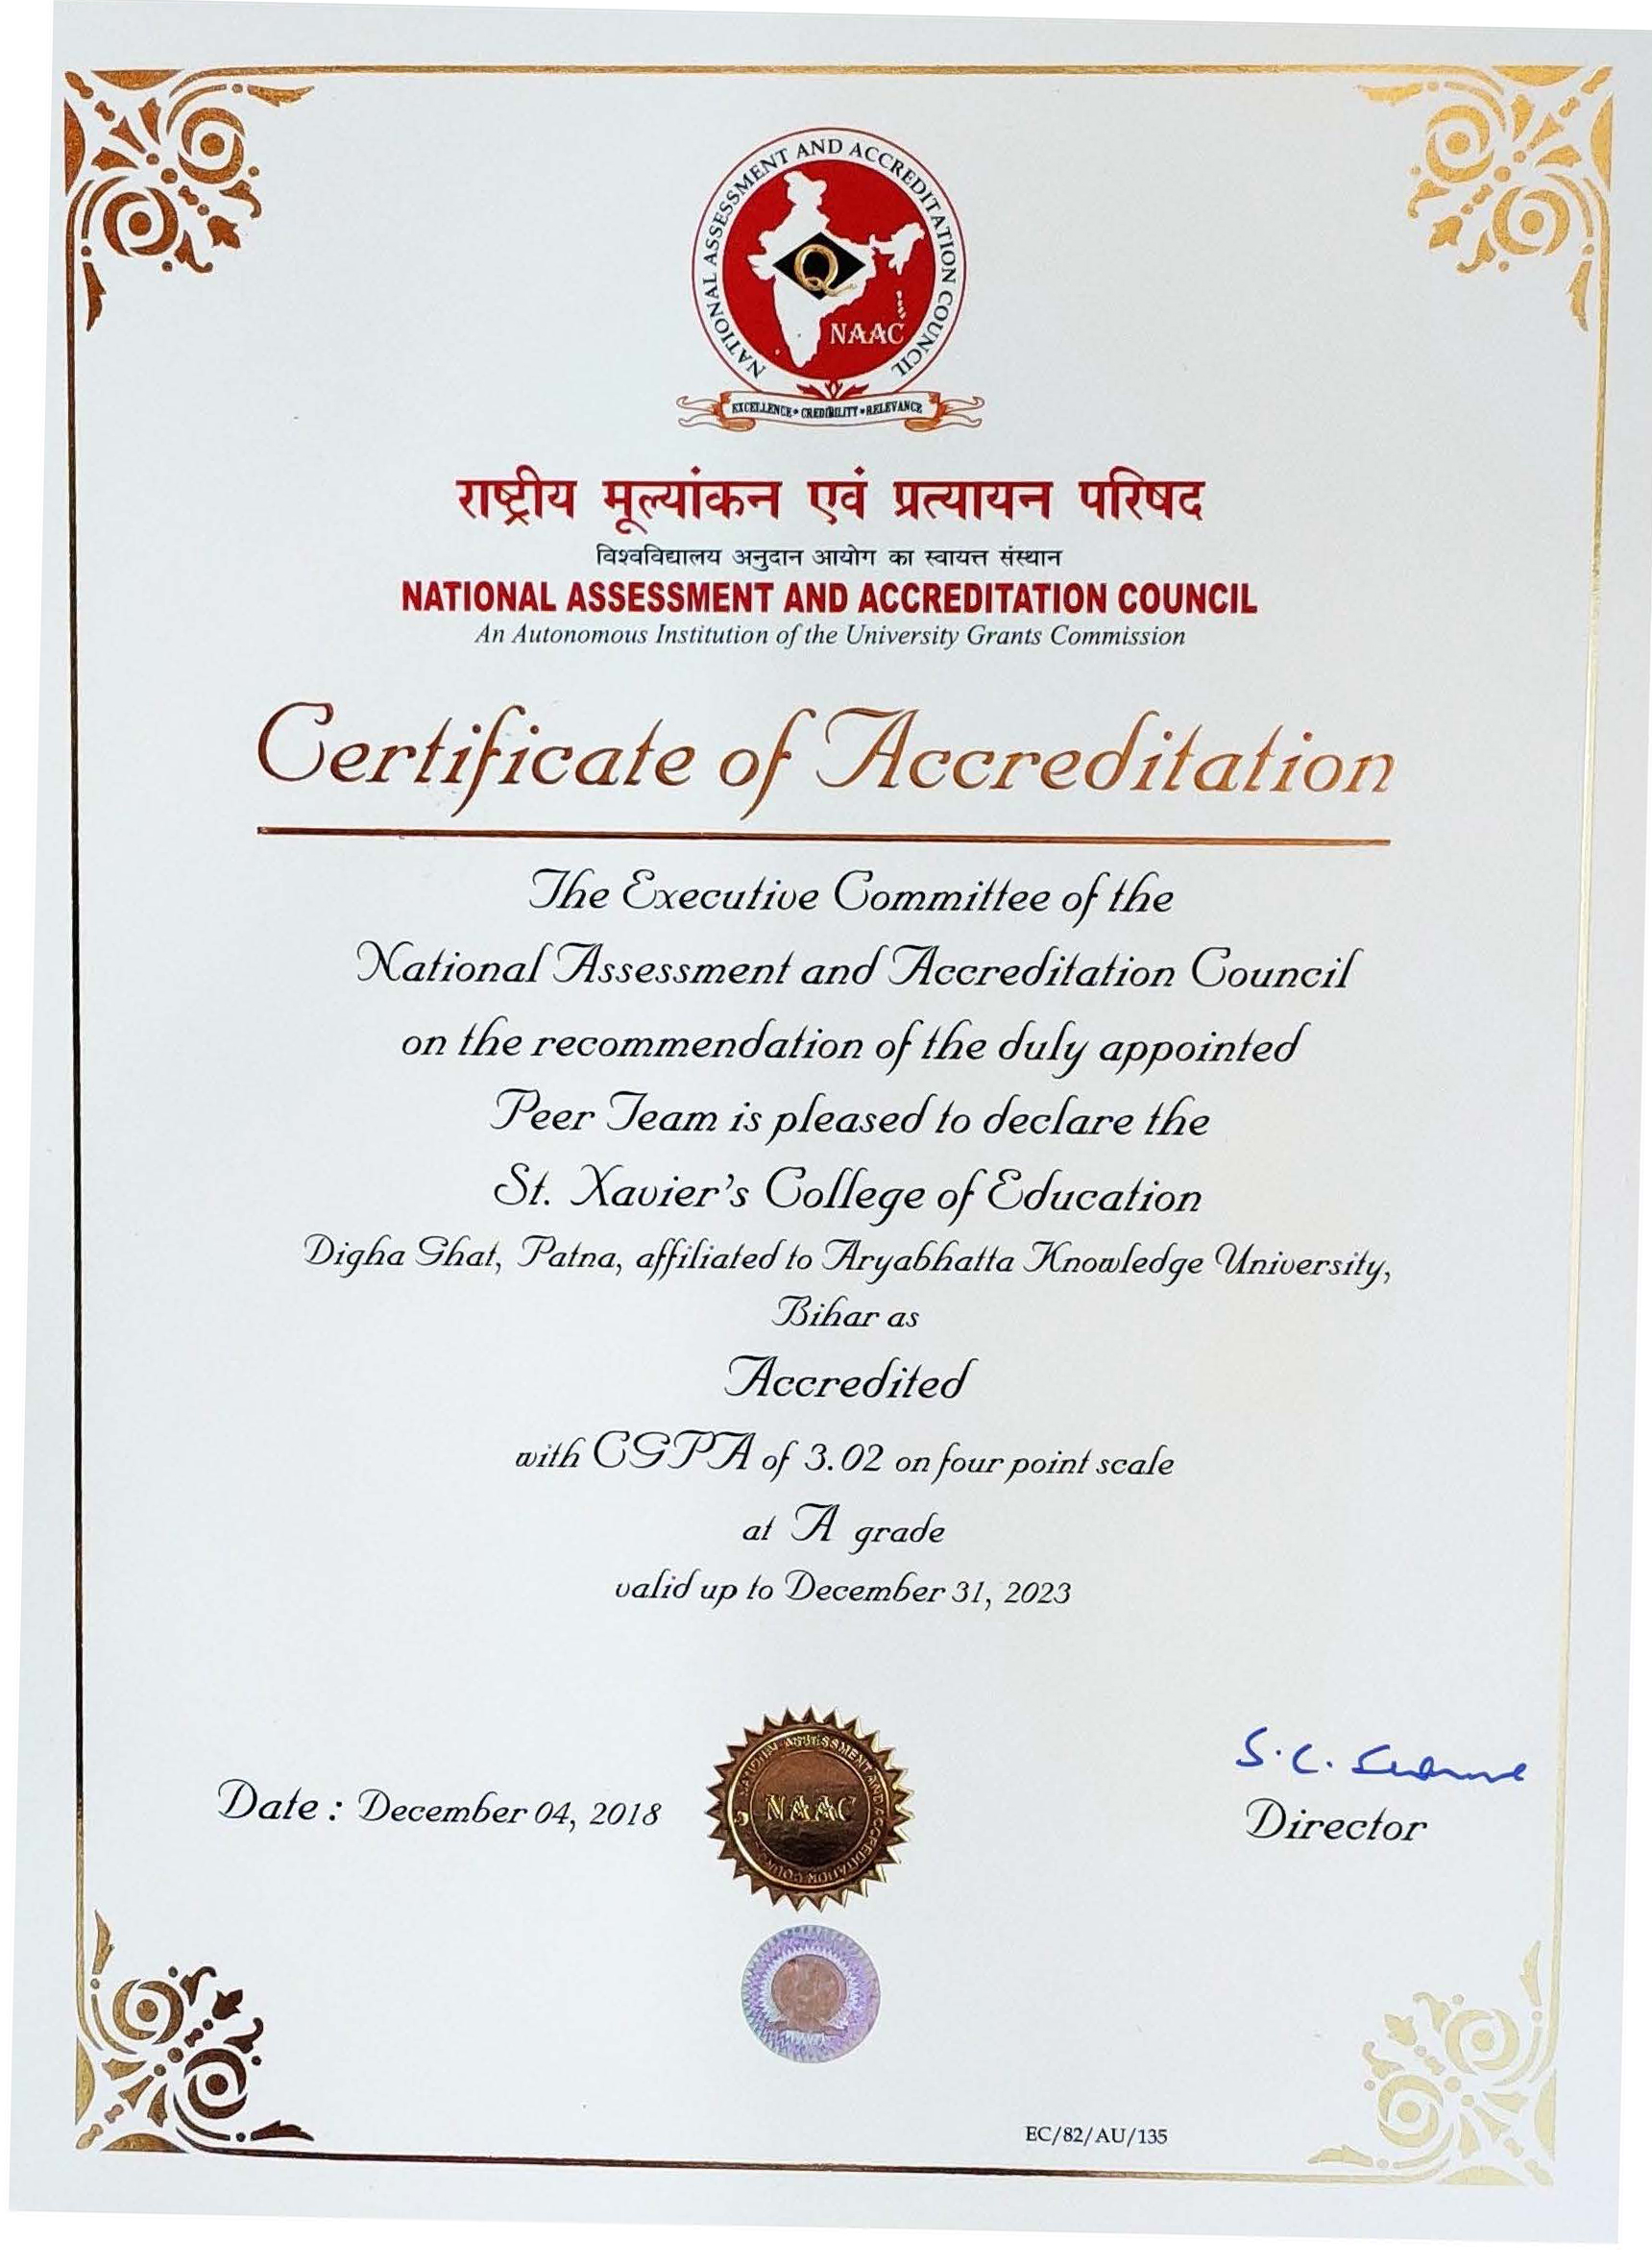 NATIONAL ASSESSMENT AND ACCREDITATION COUNCIL
Q
NAAC
EXCELLENCE • CREDIBILITY • RELEVANCE
राष्ट्रीय मूल्यांकन एवं प्रत्यायन परिषद
विश्वविद्यालय अनुदान आयोग का स्वायत्त संस्थान
NATIONAL ASSESSMENT AND ACCREDITATION COUNCIL
An Autonomous Institution of the University Grants Commission
Certificate of Accreditation
The Executive Committee of the
National Assessment and Accreditation Council
on the recommendation of the duly appointed
Peer Team is pleased to declare the
St. Xavier's College of Education
Digha Ghat, Patna, affiliated to Aryabhatta Knowledge University,
Bihar as
Accredited
with CGPA of 3.02 on four point scale
at A grade
valid up to December 31, 2023
S. C.
Date : December 04, 2018
NAAC
Director
EC/82/AU/135